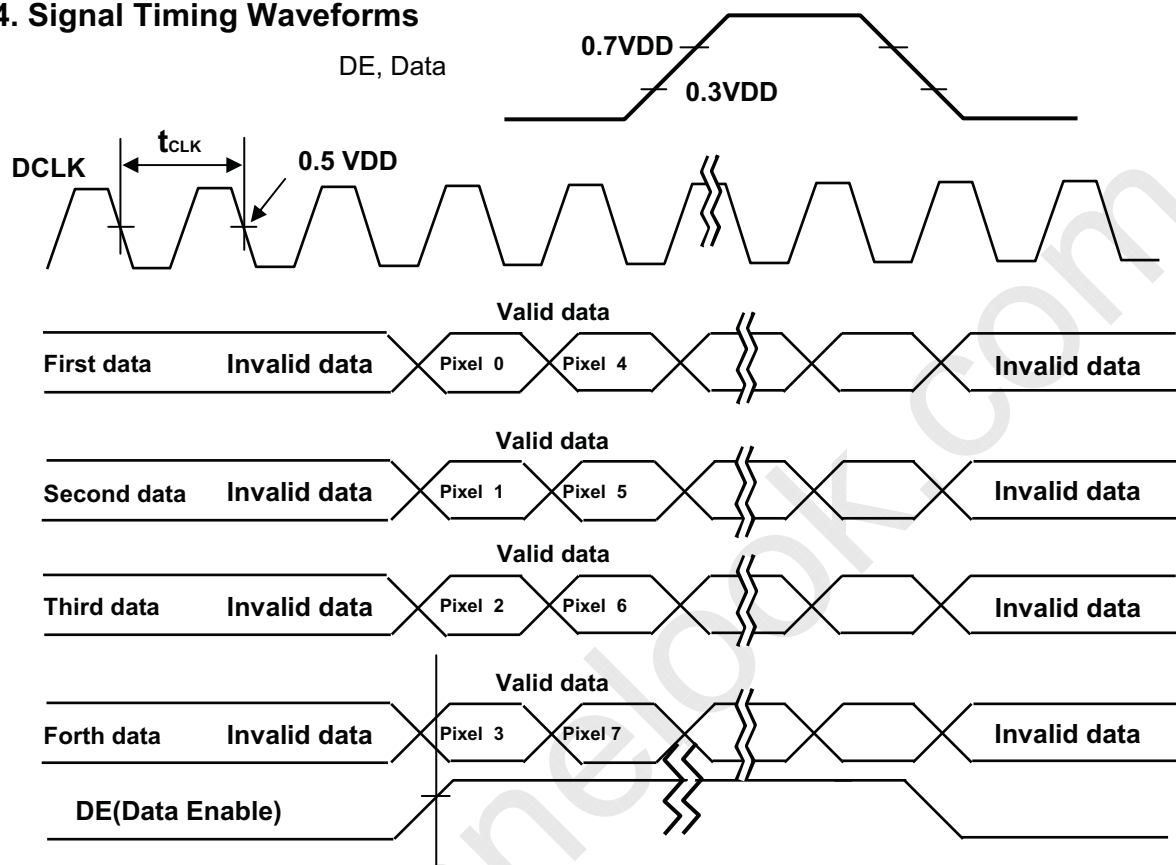 4. Signal Timing Waveforms
DE, Data
0.7VDD
0.3VDD
DCLK
tCLK
0.5 VDD
Valid data
First data Invalid data Pixel 0 Pixel 4 Invalid data
Valid data
Second data Invalid data Pixel 1 Pixel 5 Invalid data
Valid data
Third data Invalid data Pixel 2 Pixel 6 Invalid data
Valid data
Forth data Invalid data Pixel 3 Pixel 7 Invalid data
DE(Data Enable)
nelook.com